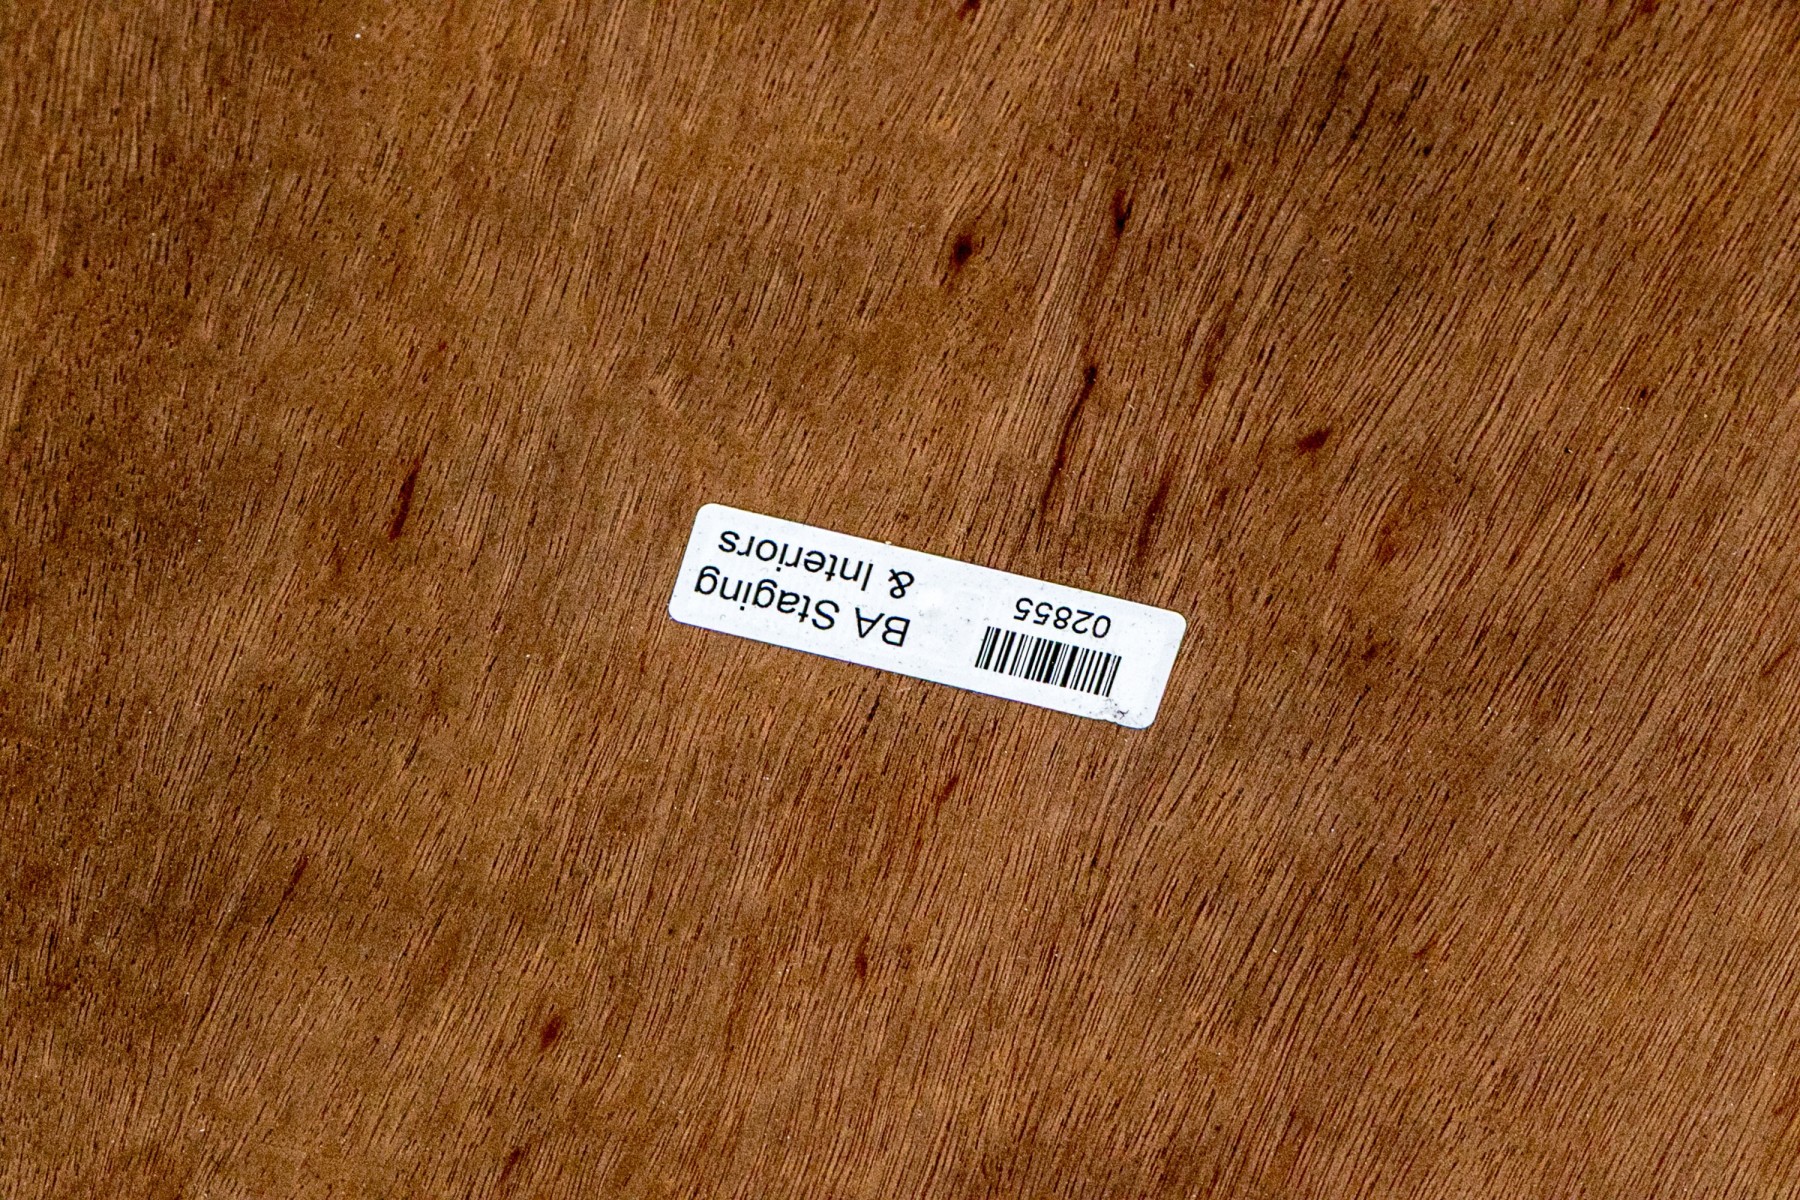 02855
BA Staging
& Interiors